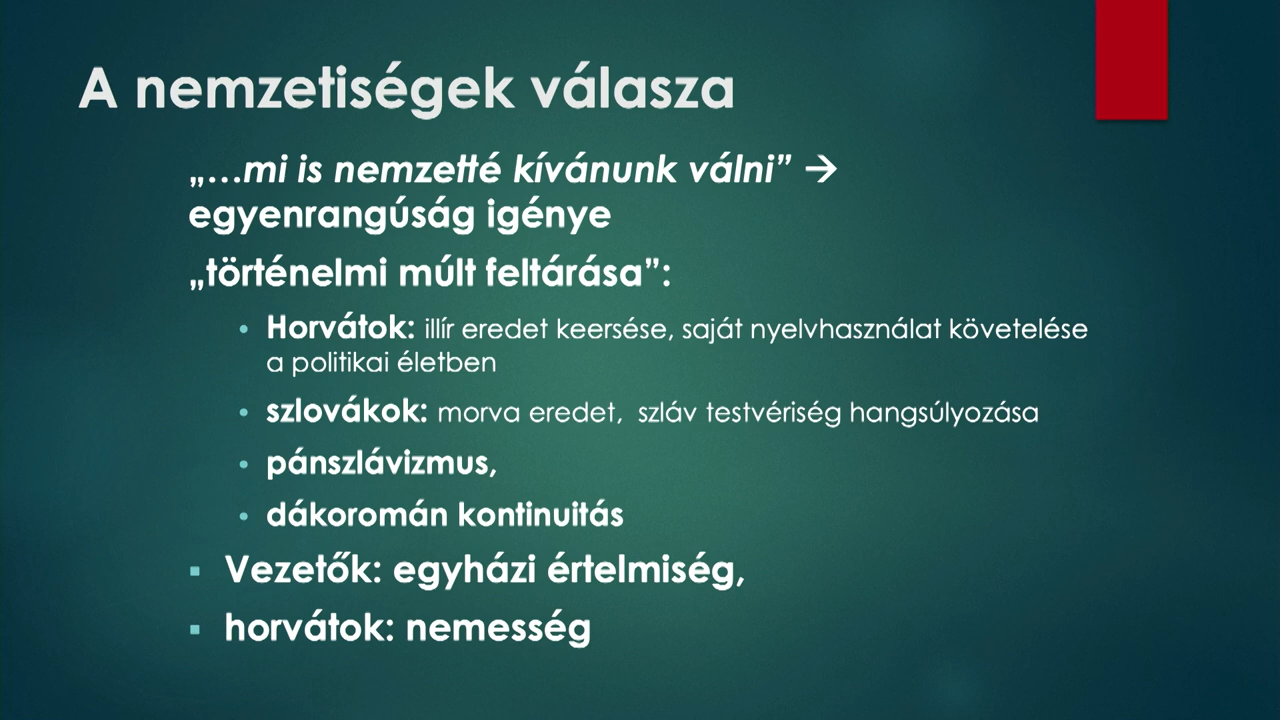 A nemzetiségek válasza
„…mi is nemzetté kívánunk válni” →
egyenrangúság igénye
„történelmi múlt feltárása”:
• Horvátok: illír eredet keersése, saját nyelvhasználat követelése
a politikai életben
• szlovákok: morva eredet, szláv testvériség hangsúlyozása
• pánszlávizmus,
• dákoromán kontinuitás
▪ Vezetők: egyházi értelmiség,
▪ horvátok: nemesség